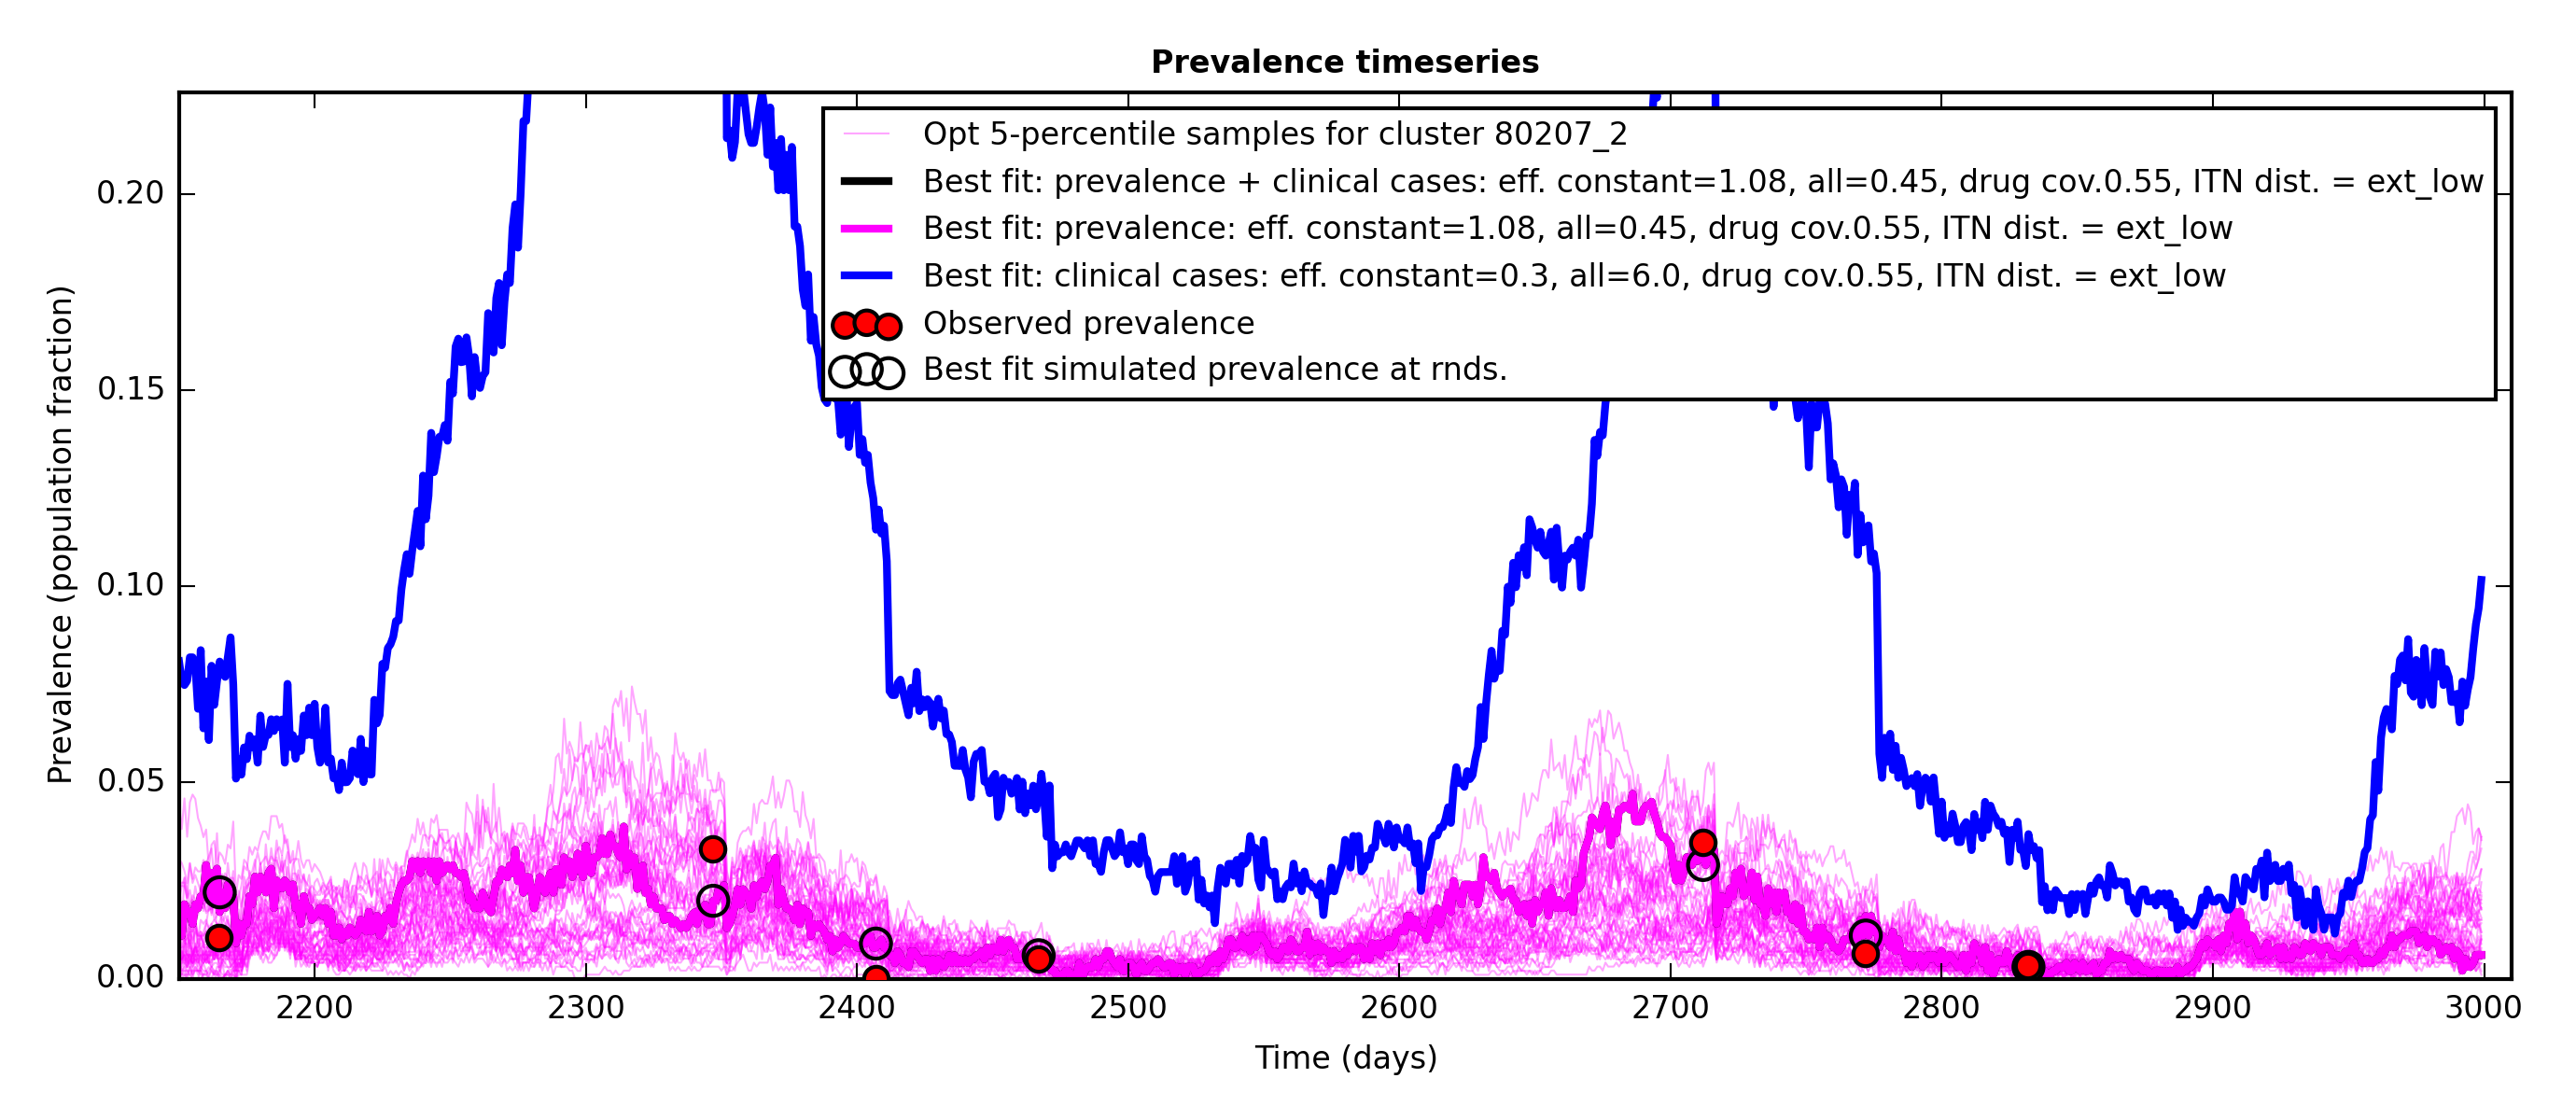 Prevalence timeseries
Opt 5-percentile samples for cluster 80207_2
Best fit: prevalence + clinical cases: eff. constant=1.08, all=0.45, drug cov.0.55, ITN dist. = ext_low
Best fit: prevalence: eff. constant=1.08, all=0.45, drug cov.0.55, ITN dist. = ext_low
Best fit: clinical cases: eff. constant=0.3, all=6.0, drug cov.0.55, ITN dist. = ext_low
Observed prevalence
Best fit simulated prevalence at rnds.
Prevalence (population fraction)
0.20
0.15
0.10
0.05
0.00
2200 2300 2400 2500 2600 2700 2800 2900 3000
Time (days)